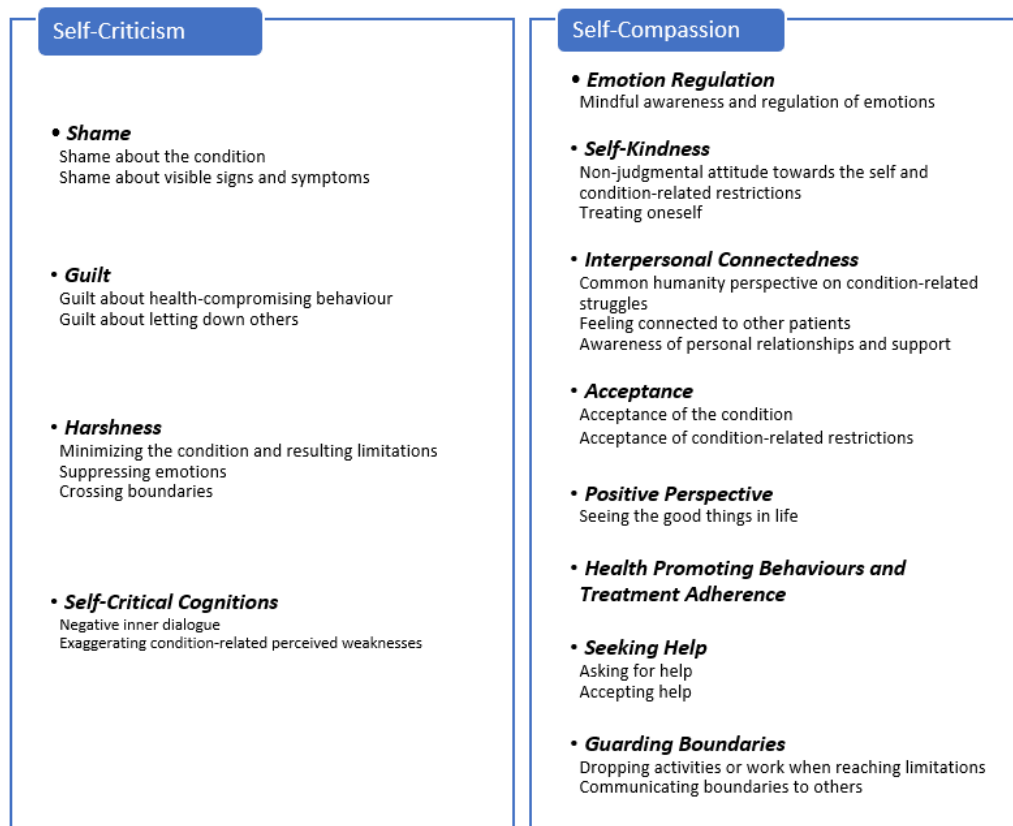 Self-Criticism
• Shame
Shame about the condition
Shame about visible signs and symptoms
• Guilt
Guilt about health-compromising behaviour
Guilt about letting down others
• Harshness
Minimizing the condition and resulting limitations
Suppressing emotions
Crossing boundaries
• Self-Critical Cognitions
Negative inner dialogue
Exaggerating condition-related perceived weaknesses
Self-Compassion
• Emotion Regulation
Mindful awareness and regulation of emotions
• Self-Kindness
Non-judgmental attitude towards the self and
condition-related restrictions
Treating oneself
• Interpersonal Connectedness
Common humanity perspective on condition-related
struggles
Feeling connected to other patients
Awareness of personal relationships and support
• Acceptance
Acceptance of the condition
Acceptance of condition-related restrictions
• Positive Perspective
Seeing the good things in life
• Health Promoting Behaviours and
Treatment Adherence
• Seeking Help
Asking for help
Accepting help
• Guarding Boundaries
Dropping activities or work when reaching limitations
Communicating boundaries to others